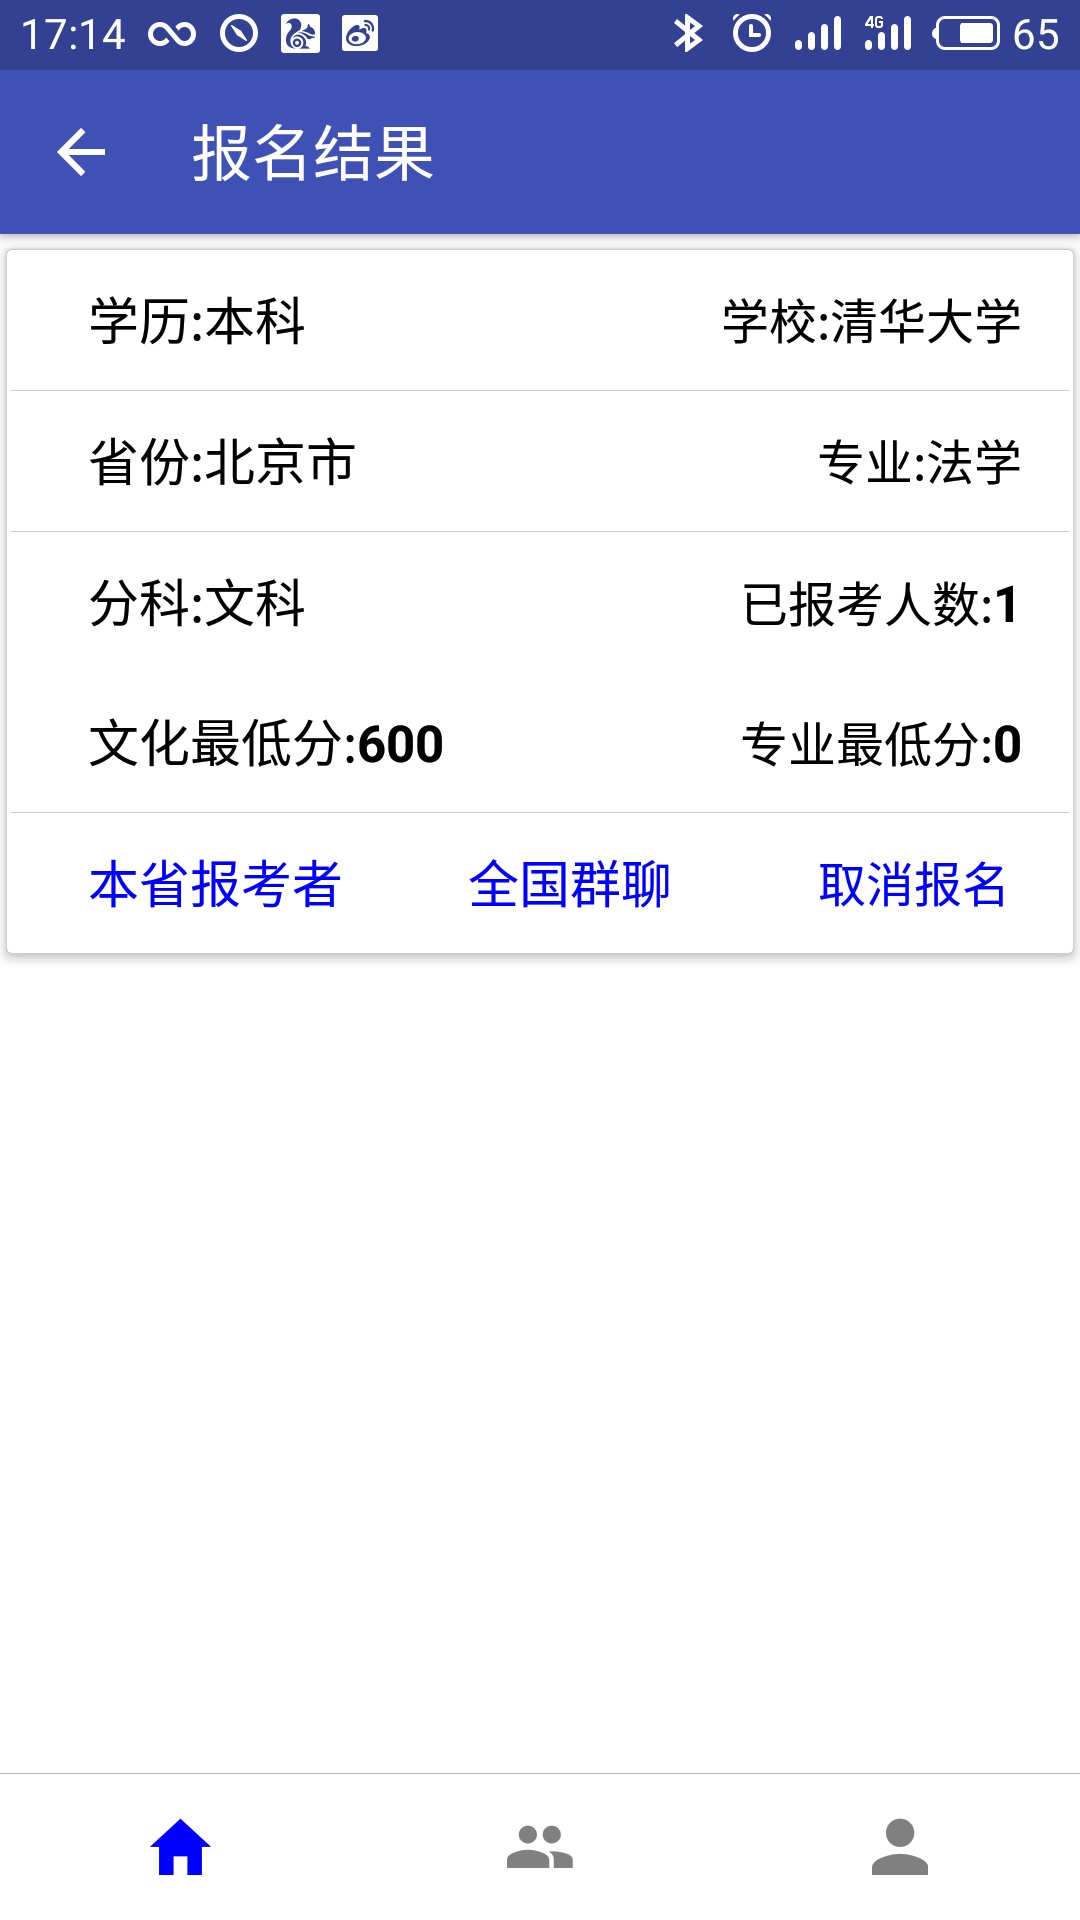 17:14 4G 65
报名结果
学历:本科 学校:清华大学
省份:北京市 专业:法学
分科:文科 已报考人数:1
文化最低分:600 专业最低分:0
本省报考者 全国群聊 取消报名